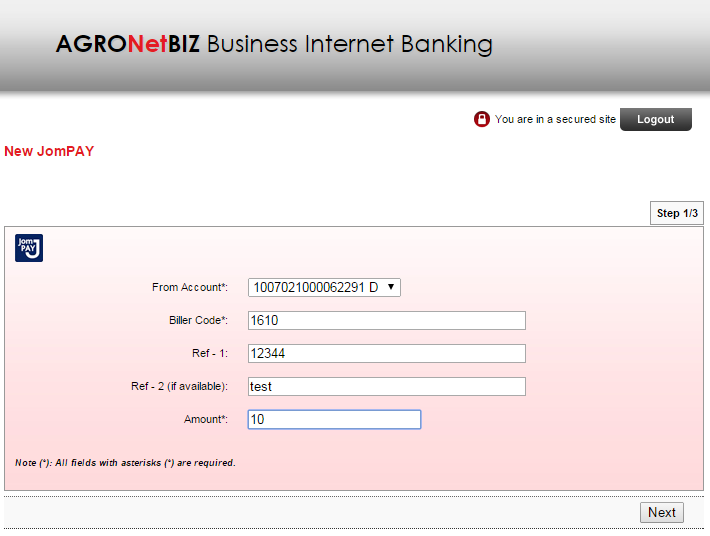 AGRONetBIZ Business Internet Banking
You are in a secured site Logout
New JomPAY
Step 1/3
Jom
PAY
From Account*: 1007021000062291 D
Biller Code*: 1610
Ref - 1: 12344
Ref - 2 (if available): test
Amount*: 10
Note (*): All fields with asterisks (*) are required.
Next